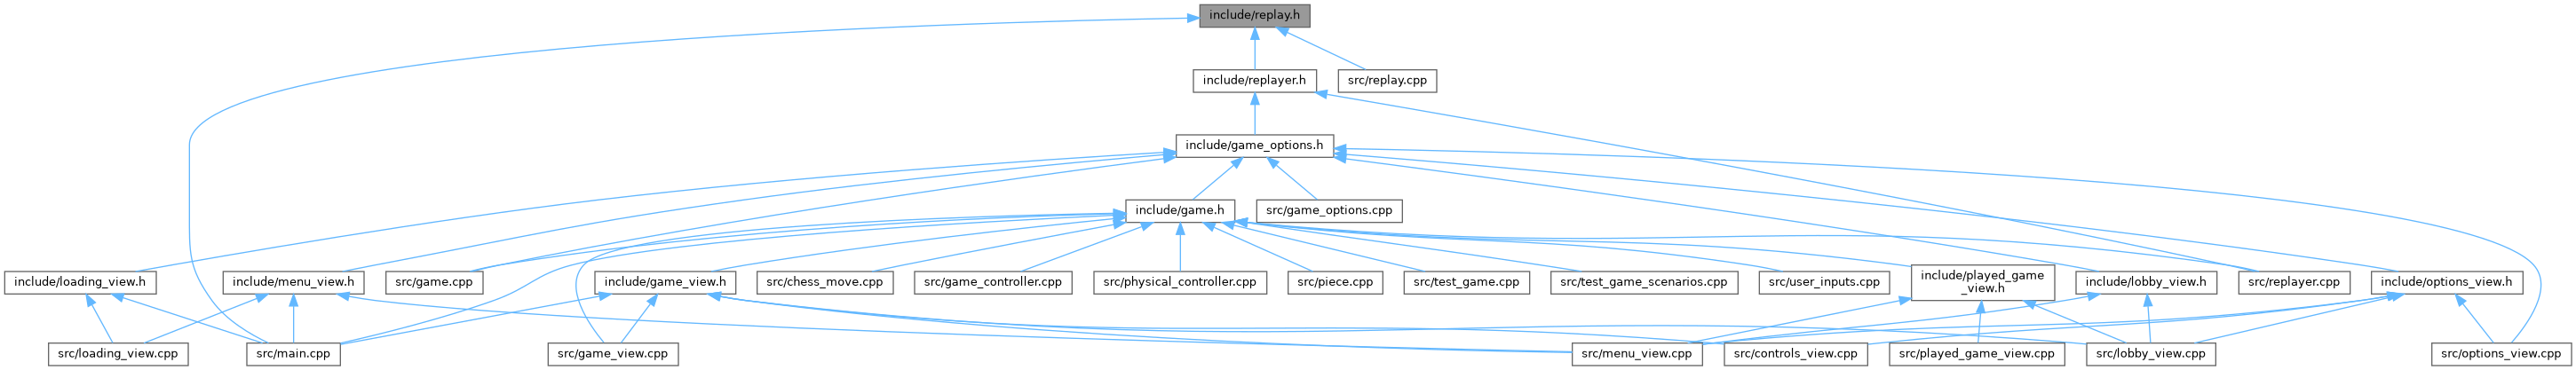 include/replay.h
include/replayer.h
src/replay.cpp
include/game_options.h
include/game.h
src/game_options.cpp
include/loading_view.h
include/menu_view.h
src/game.cpp
include/game_view.h
src/chess_move.cpp
src/game_controller.cpp
src/physical_controller.cpp
src/piece.cpp
src/test_game.cpp
src/test_game_scenarios.cpp
src/user_inputs.cpp
include/played_game
_view.h
include/lobby_view.h
src/replayer.cpp
include/options_view.h
src/loading_view.cpp
src/main.cpp
src/game_view.cpp
src/menu_view.cpp
src/controls_view.cpp
src/played_game_view.cpp
src/lobby_view.cpp
src/options_view.cpp